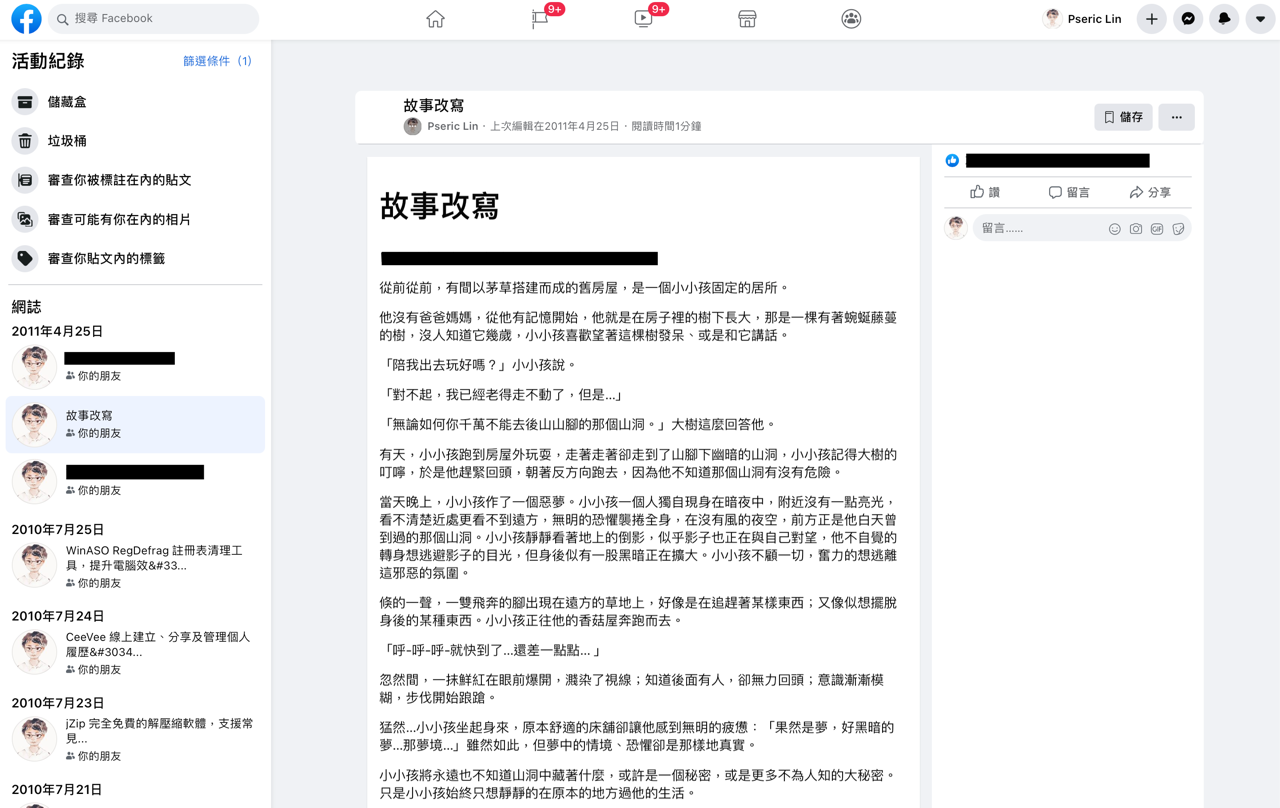 搜尋 Facebook
9+
9+
Pseric Lin
活動紀錄
篩選條件（1）
儲藏盒
垃圾桶
審查你被標註在內的貼文
審查可能有你在內的相片
審查你貼文內的標籤
網誌
2011年4月25日
你的朋友
故事改寫
你的朋友
你的朋友
2010年7月25日
WinASO RegDefrag 註冊表清理工
具，提升電腦效&#33...
你的朋友
2010年7月24日
CeeVee 線上建立、分享及管理個人
履歷&#3034...
你的朋友
2010年7月23日
jZip 完全免費的解壓縮軟體，支援常
見...
你的朋友
2010年7月21日
故事改寫
Pseric Lin · 上次編輯在2011年4月25日 · 閱讀時間1分鐘
儲存
...
故事改寫
從前從前，有間以茅草搭建而成的舊房屋，是一個小小孩固定的居所。
他沒有爸爸媽媽，從他有記憶開始，他就是在房子裡的樹下長大，那是一棵有著蜿蜒藤蔓
的樹，沒人知道它幾歲，小小孩喜歡望著這棵樹發呆、或是和它講話。
「陪我出去玩好嗎？」小小孩說。
「對不起，我已經老得走不動了，但是...」
「無論如何你千萬不能去後山山腳的那個山洞。」大樹這麼回答他。
有天，小小孩跑到房屋外玩耍，走著走著卻走到了山腳下幽暗的山洞，小小孩記得大樹的
叮嚀，於是他趕緊回頭，朝著反方向跑去，因為他不知道那個山洞有沒有危險。
當天晚上，小小孩作了一個惡夢。小小孩一個人獨自現身在暗夜中，附近沒有一點亮光，
看不清楚近處更看不到遠方，無明的恐懼襲捲全身，在沒有風的夜空，前方正是他白天曾
到過的那個山洞。小小孩靜靜看著地上的倒影，似乎影子也正在與自己對望，他不自覺的
轉身想逃避影子的目光，但身後似有一股黑暗正在擴大。小小孩不顧一切，奮力的想逃離
這邪惡的氛圍。
倏的一聲，一雙飛奔的腳出現在遠方的草地上，好像是在追趕著某樣東西；又像似想擺脫
身後的某種東西。小小孩正往他的香菇屋奔跑而去。
「呼-呼-呼-就快到了...還差一點點... 」
忽然間，一抹鮮紅在眼前爆開，濺染了視線；知道後面有人，卻無力回頭；意識漸漸模
糊，步伐開始踉蹌。
猛然...小小孩坐起身來，原本舒適的床舖卻讓他感到無明的疲憊：「果然是夢，好黑暗的
夢...那夢境...」雖然如此，但夢中的情境、恐懼卻是那樣地真實。
小小孩將永遠也不知道山洞中藏著什麼，或許是一個秘密，或是更多不為人知的大秘密。
只是小小孩始終只想靜靜的在原本的地方過他的生活。
讚
留言
分享
留言......
GIF